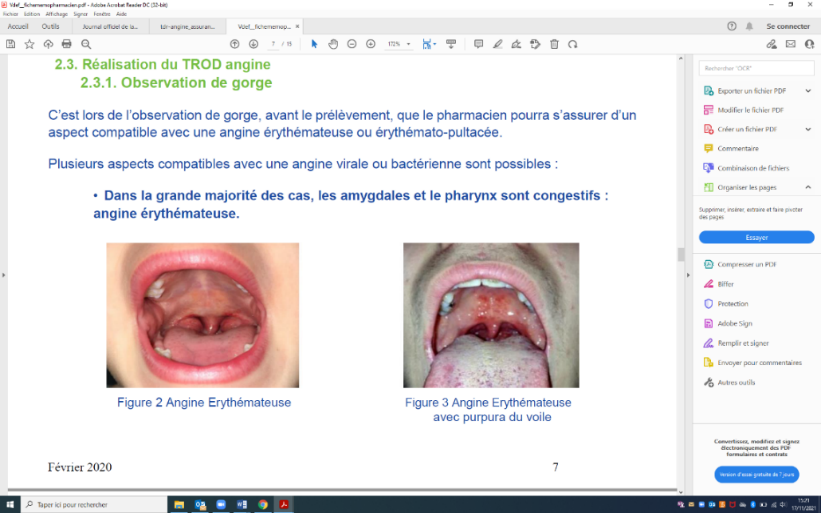 Vdef_fichememopharmacien.pdf - Adobe Acrobat Reader DC (32-bit)
Fichier Edition Affichage Signer Fenêtre Aide
Accueil Outils Journal officiel de la... tdr-angine_assuran... Vdef_fichememop... ×
Se connecter
7 / 15 125%
2.3. Réalisation du TROD angine
2.3.1. Observation de gorge
C'est lors de l'observation de gorge, avant le prélèvement, que le pharmacien pourra s'assurer d'un
aspect compatible avec une angine érythémateuse ou érythémato-pultacée.
Plusieurs aspects compatibles avec une angine virale ou bactérienne sont possibles :
• Dans la grande majorité des cas, les amygdales et le pharynx sont congestifs :
angine érythémateuse.
Figure 2 Angine Erythémateuse
Figure 3 Angine Erythémateuse
avec purpura du voile
Février 2020
7
Rechercher "OCR"
Exporter un fichier PDF
Modifier le fichier PDF
Créer un fichier PDF
Commentaire
Combinaison de fichiers
Organiser les pages
Supprimer, insérer, extraire et faire pivoter
des pages
Essayer
Compresser un PDF
Biffer
Protection
Adobe Sign
Remplir et signer
Envoyer pour commentaires
Autres outils
Convertissez, modifiez et signez
électroniquement des PDF
formulaires et contrats
Version d'essai gratuite de 7 jours
Taper ici pour rechercher
15:21
17/11/2021